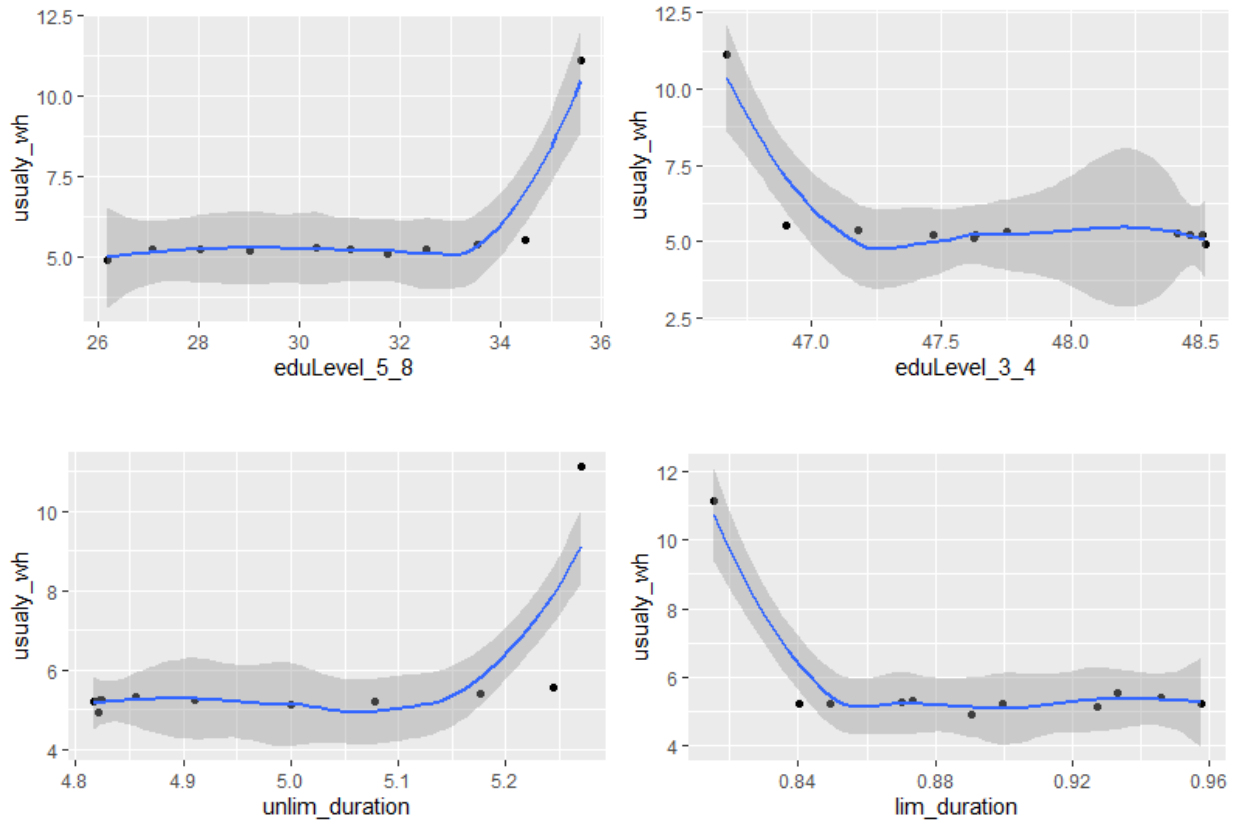 12.5
10.0
7.5
5.0
usualy_wh
26 28 30 32 34 36
eduLevel_5_8
12.5
10.0
7.5
5.0
2.5
usualy_wh
47.0 47.5 48.0 48.5
eduLevel_3_4
10
8
6
4
usualy_wh
4.8 4.9 5.0 5.1 5.2
unlim_duration
12
10
8
6
4
usualy_wh
0.84 0.88 0.92 0.96
lim_duration